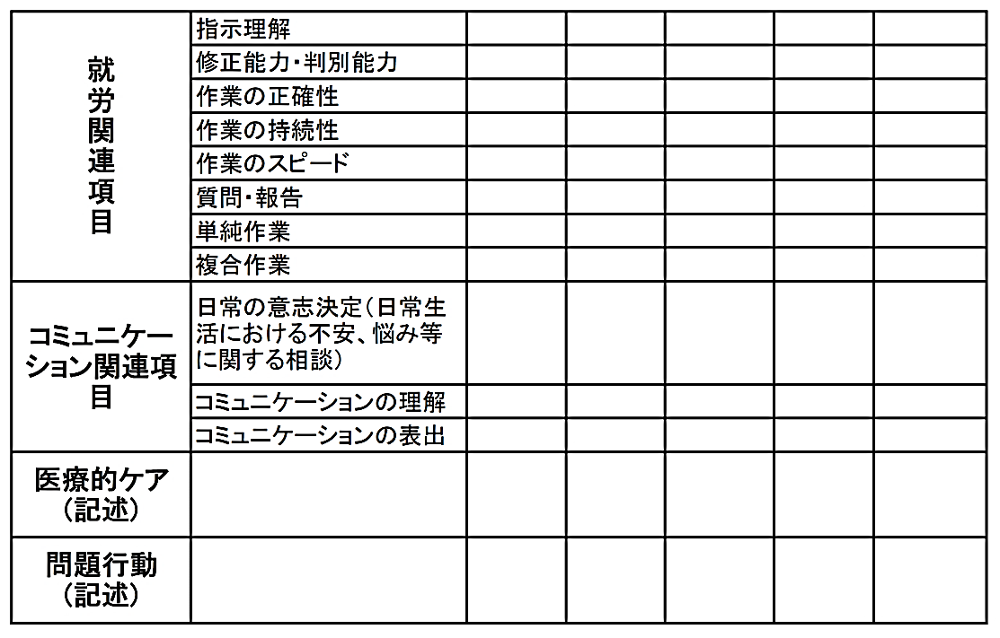 就
労
関
連
項
目
指示理解
修正能力・判別能力
作業の正確性
作業の持続性
作業のスピード
質問・報告
単純作業
複合作業
コミュニケー
ション関連項
目
日常の意志決定（日常生
活における不安、悩み等
に関する相談）
コミュニケーションの理解
コミュニケーションの表出
医療的ケア
（記述）
問題行動
（記述）